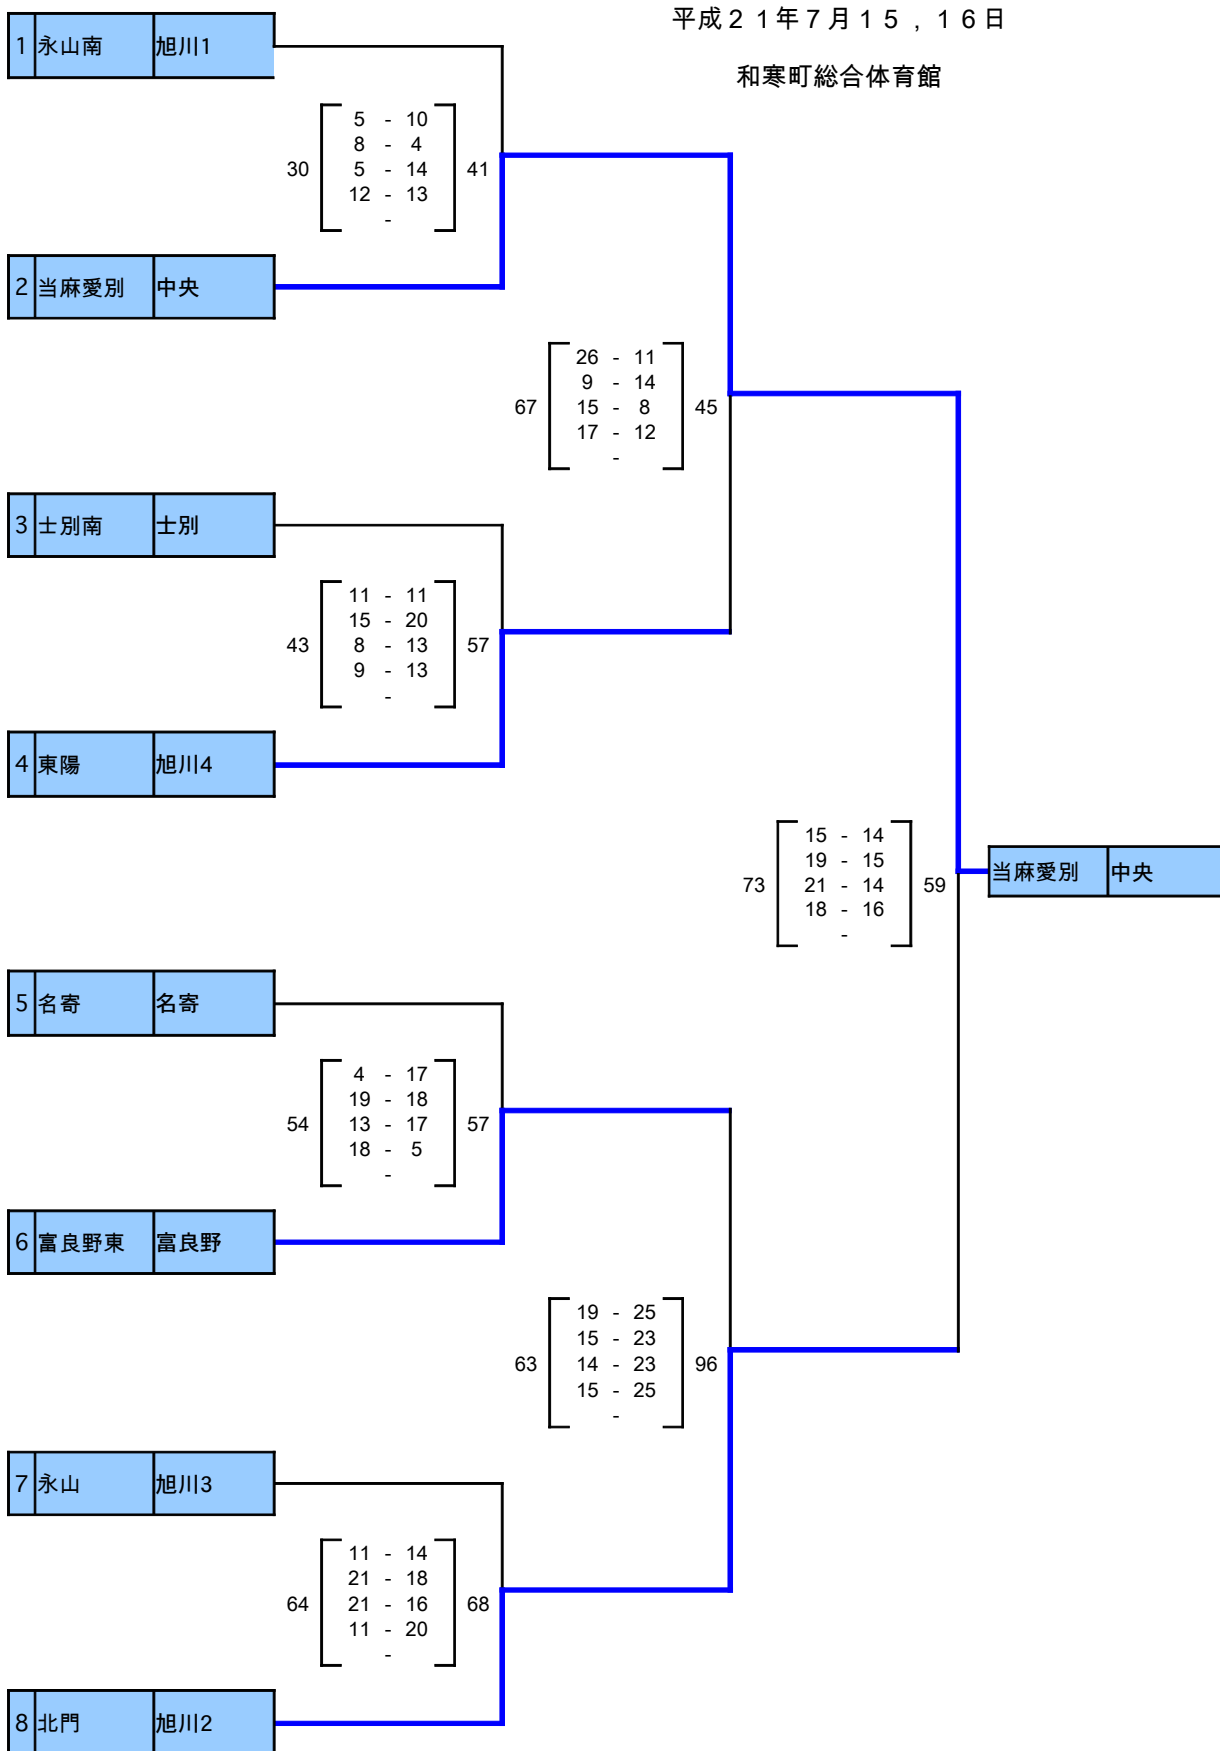 平成２１年７月１５，１６日
和寒町総合体育館
1 永山南 旭川1
5 - 10
8 - 4
30 5 - 14 41
12 - 13
-
2 当麻愛別 中央
26 - 11
9 - 14
67 15 - 8 45
17 - 12
-
3 士別南 士別
11 - 11
15 - 20
43 8 - 13 57
9 - 13
-
4 東陽 旭川4
15 - 14
19 - 15
73 21 - 14 59
18 - 16
-
当麻愛別 中央
5 名寄 名寄
4 - 17
19 - 18
54 13 - 17 57
18 - 5
-
6 富良野東 富良野
19 - 25
15 - 23
63 14 - 23 96
15 - 25
-
7 永山 旭川3
11 - 14
21 - 18
64 21 - 16 68
11 - 20
-
8 北門 旭川2